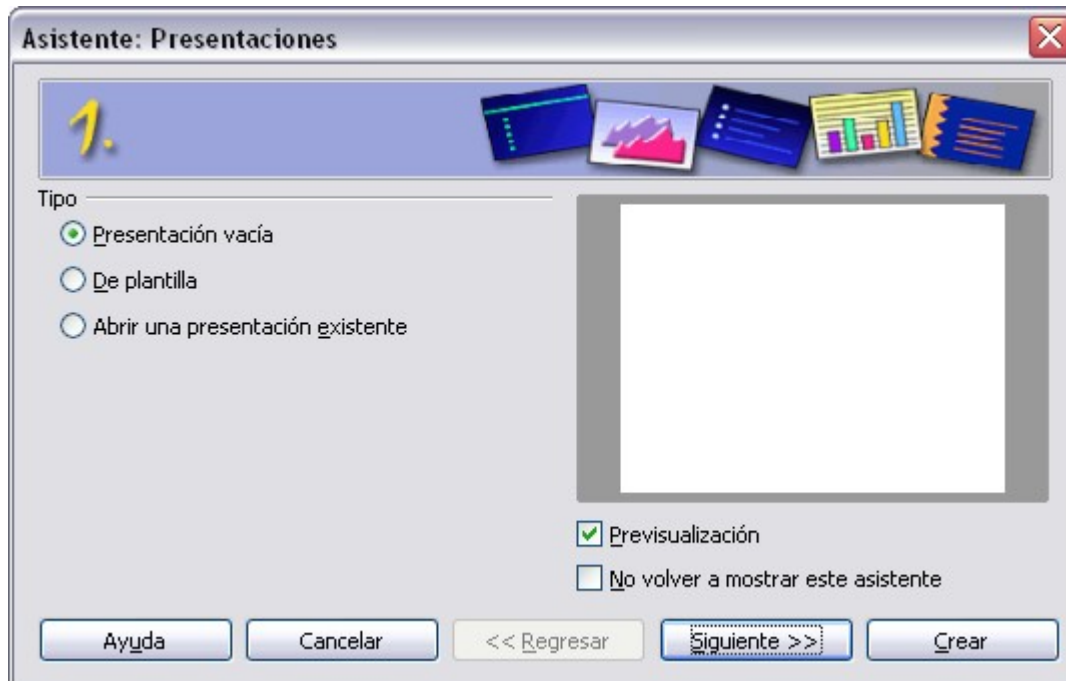 Asistente: Presentaciones
1.
Tipo
Presentación vacía
De plantilla
Abrir una presentación existente
Previsualización
No volver a mostrar este asistente
Ayuda Cancelar << Regresar Siguiente >> Crear